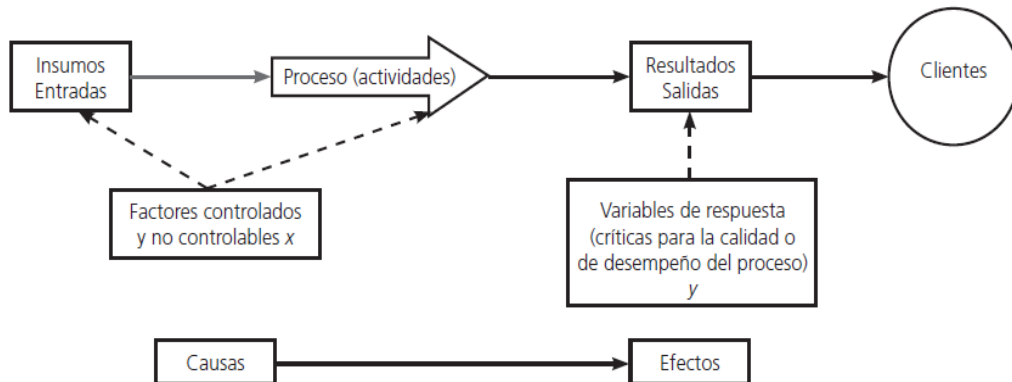 Insumos
Entradas
Proceso (actividades)
Resultados
Salidas
Clientes
Factores controlados
y no controlables x
Variables de respuesta
(críticas para la calidad o
de desempeño del proceso)
y
Causas
Efectos